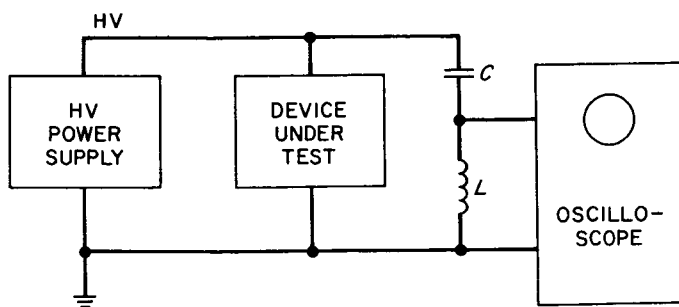 HV
HV
POWER
SUPPLY
DEVICE
UNDER
TEST
C
L
OSCILLO-
SCOPE